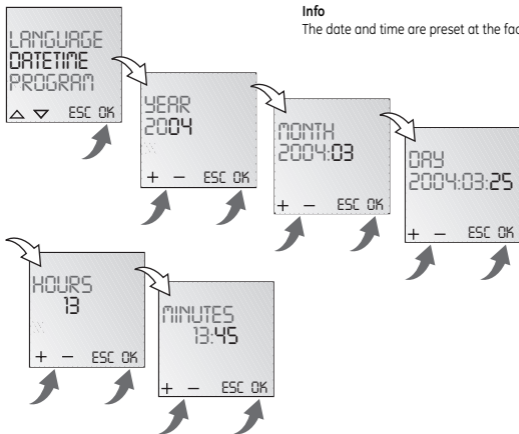 Info
The date and time are preset at the fac
LANGUAGE
DATETIME
PROGRAM
ESC OK
YEAR
2004
+ − ESC OK
MONTH
2004:03
+ − ESC OK
DAY
2004:03:25
+ − ESC OK
HOURS
13
+ − ESC OK
MINUTES
13:45
+ − ESC OK